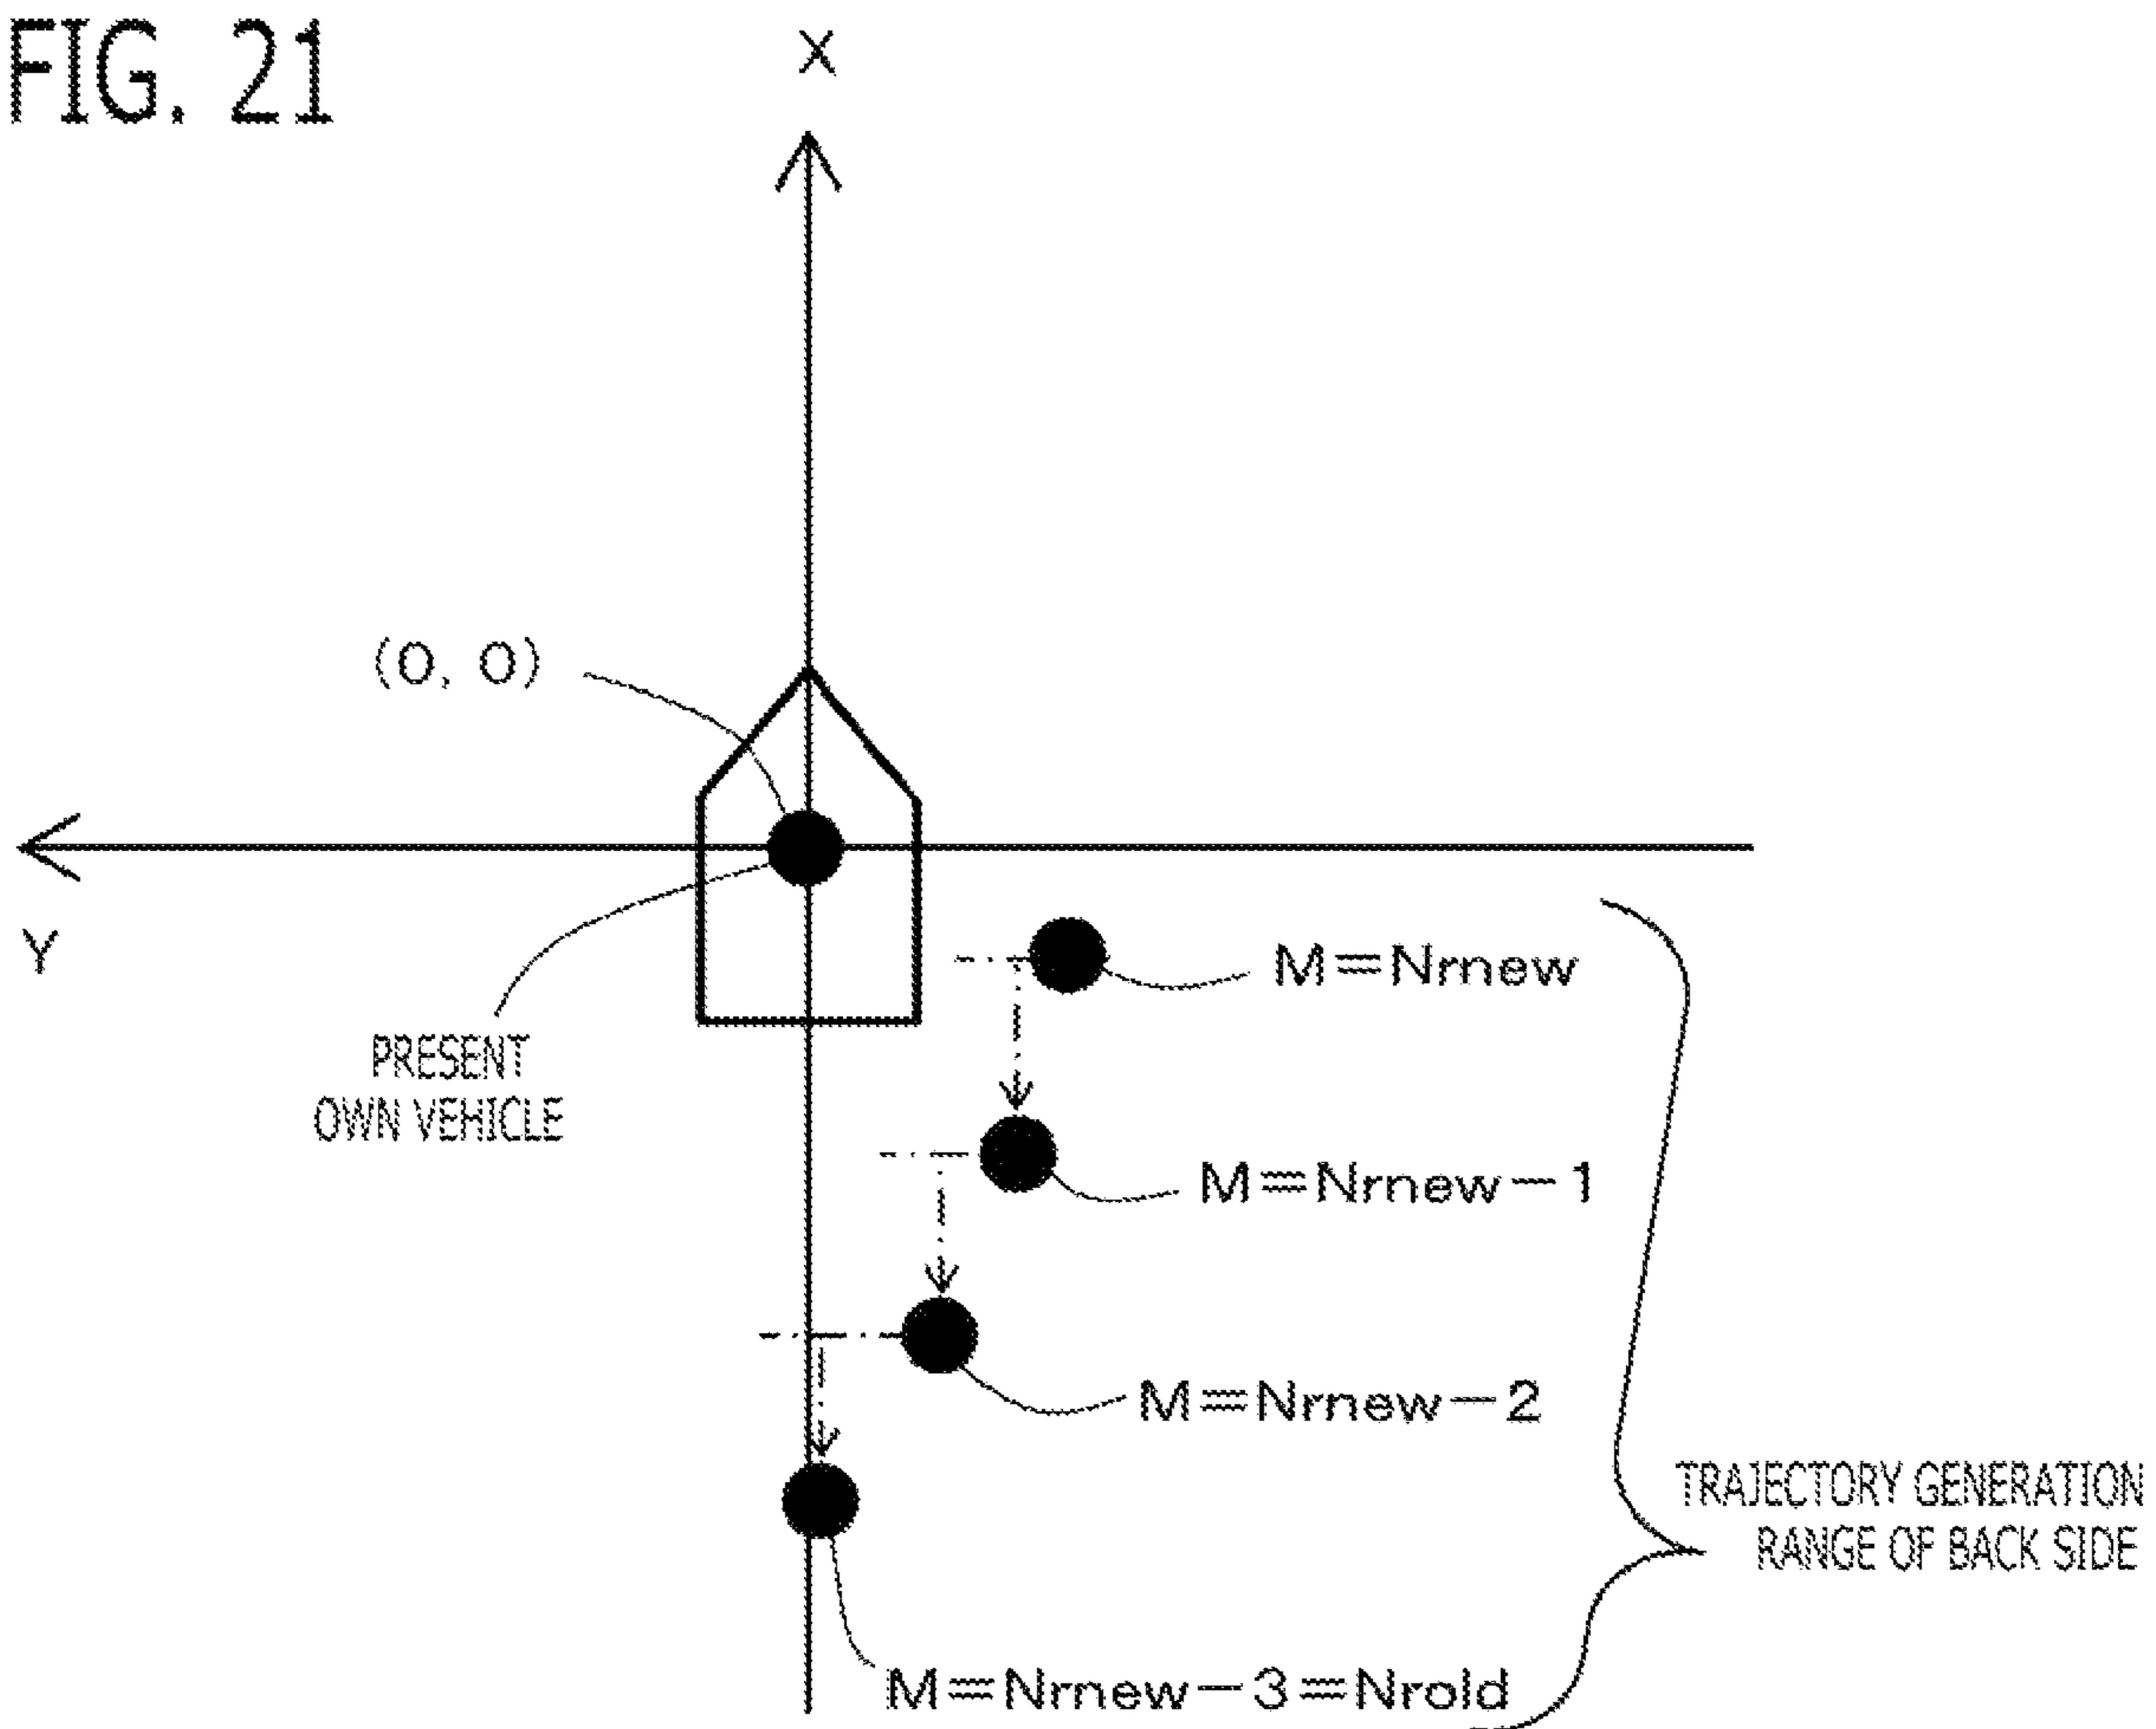 FIG. 21
X
(0, 0)
Y
M=Nrnew
PRESENT
OWN VEHICLE
M=Nrnew-1
M=Nrnew-2
TRAJECTORY GENERATION
RANGE OF BACK SIDE
M=Nrnew-3=Nrold